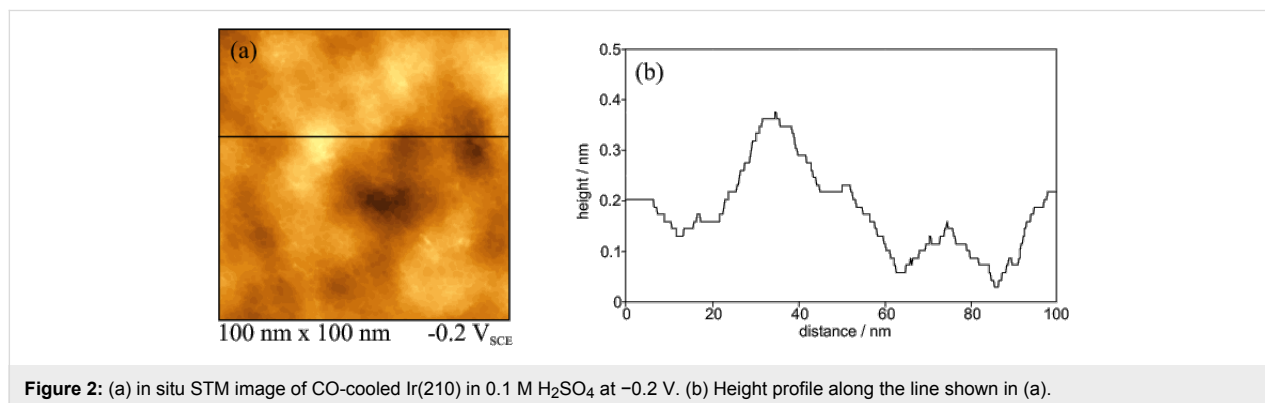 (a)
100 nm x 100 nm -0.2 V_SCE
(b)
0.5
0.4
0.3
0.2
0.1
0
height / nm
0 20 40 60 80 100
distance / nm
Figure 2: (a) in situ STM image of CO-cooled Ir(210) in 0.1 M H₂SO₄ at −0.2 V. (b) Height profile along the line shown in (a).